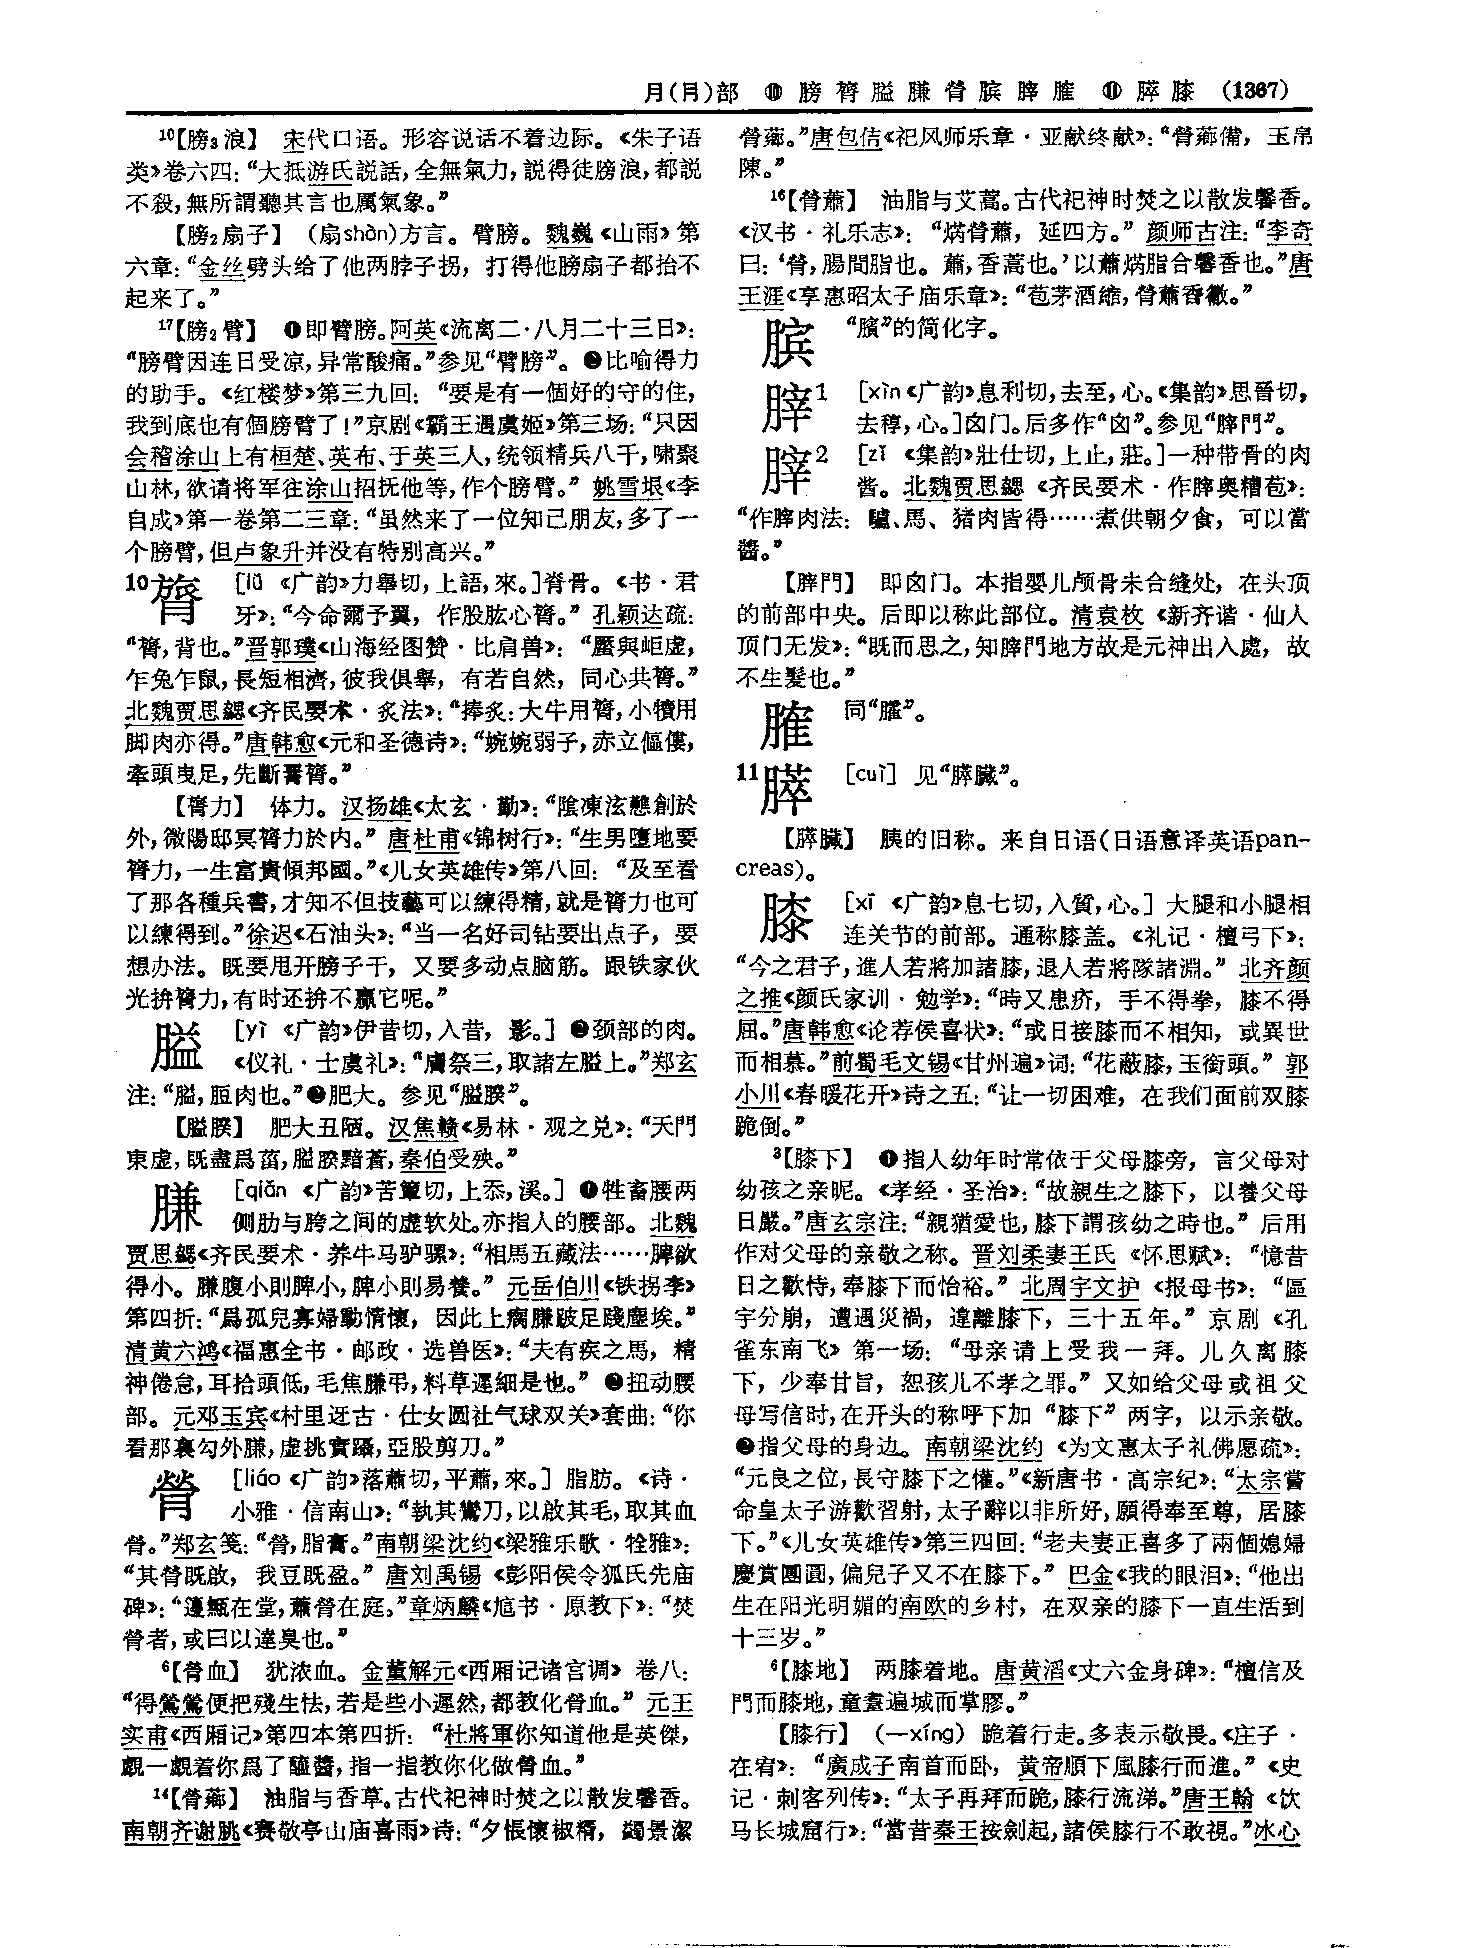 月(⺼)部 ⑩ 膀膂膉膁膋膑䏽膗 ⑪ 膵膝 (1367)
¹⁰【膀₃浪】 宋代口语。形容说话不着边际。《朱子语
类》卷六四：“大抵游氏説話，全無氣力，説得徒膀浪，都説
不殺，無所謂聽其言也厲氣象。”
【膀₂扇子】 (扇shàn)方言。臂膀。魏巍《山雨》第
六章：“金丝劈头给了他两脖子拐，打得他膀扇子都抬不
起来了。”
¹⁷【膀₂臂】 ❶即臂膀。阿英《流离二·八月二十三日》：
“膀臂因连日受凉，异常酸痛。”参见“臂膀”。❷比喻得力
的助手。《红楼梦》第三九回：“要是有一個好的守的住，
我到底也有個膀臂了！”京剧《霸王遇虞姬》第三场：“只因
会稽涂山上有桓楚、英布、于英三人，统领精兵八千，啸聚
山林，欲请将军往涂山招抚他等，作个膀臂。”姚雪垠《李
自成》第一卷第二三章：“虽然来了一位知己朋友，多了一
个膀臂，但卢象升并没有特别高兴。”
10膂 [lǚ 《广韵》力舉切，上語，來。]脊骨。《书·君
牙》：“今命爾予翼，作股肱心膂。”孔颖达疏：
“膂，背也。”晋郭璞《山海经图赞·比肩兽》：“蟨與岠虚，
乍兔乍鼠，長短相濟，彼我俱舉，有若自然，同心共膂。”
北魏贾思勰《齐民要术·炙法》：“捧炙：大牛用膂，小犢用
脚肉亦得。”唐韩愈《元和圣德诗》：“婉婉弱子，赤立傴僂，
牽頭曳足，先斷腰膂。”
【膂力】 体力。汉扬雄《太玄·勤》：“陰凍泫難創於
外，微陽邸冥膂力於内。”唐杜甫《锦树行》：“生男墮地要
膂力，一生富貴傾邦國。”《儿女英雄传》第八回：“及至看
了那各種兵書，才知不但技藝可以練得精，就是膂力也可
以練得到。”徐迟《石油头》：“当一名好司钻要出点子，要
想办法。既要甩开膀子干，又要多动点脑筋。跟铁家伙
光拚膂力，有时还拚不赢它呢。”
膉 [yì 《广韵》伊昔切，入昔，影。] ❶颈部的肉。
《仪礼·士虞礼》：“膚祭三，取諸左膉上。”郑玄
注：“膉，脰肉也。”❷肥大。参见“膉䐜”。
肥大丑陋。汉焦赣《易林·观之兑》：“天門
東虚，既盡爲菑，秦伯受殃。”
膁 [qiǎn 《广韵》苦簟切，上忝，溪。] ❶牲畜腰两
侧肋与胯之间的虚软处。亦指人的腰部。北魏
贾思勰《齐民要术·养牛马驴骡》：“相馬五藏法……脾欲
得小。膁腹小則脾小，脾小則易養。”元岳伯川《铁拐李》
第四折：“爲孤兒寡婦動情懷，因此上瘸膁跛足踐塵埃。”
清黄六鸿《福惠全书·邮政·选兽医》：“夫有疾之馬，精
神倦怠，耳拾頭低，毛焦膁弔，料草遲細是也。”❷扭动腰
部。元邓玉宾《村里迓古·仕女圆社气球双关》套曲：“你
看那裏勾外膁，虚挑實躡，亞股剪刀。”
膋 [liáo 《广韵》落蕭切，平蕭，來。] 脂肪。《诗·
小雅·信南山》：“執其鸞刀，以啟其毛，取其血
膋。”郑玄笺：“膋，脂膏。”南朝梁沈约《梁雅乐歌·牷雅》：
“其膋既啟，我豆既盈。”唐刘禹锡《彭阳侯令狐氏先庙
碑》：“籩甒在堂，蕭膋在庭。”章炳麟《訄书·原教下》：“焚
膋者，或曰以達臭也。”
⁶【膋血】 犹浓血。金董解元《西厢记诸宫调》卷八：
“得鶯鶯便把殘生怯，若是些小遲然，都教化膋血。”元王
实甫《西厢记》第四本第四折：“杜將軍你知道他是英傑，
覷一覷着你爲了醯醬，指一指教你化做膋血。”
¹⁴【膋薌】 油脂与香草。古代祀神时焚之以散发馨香。
南朝齐谢朓《赛敬亭山庙喜雨》诗：“夕帳懷椒糈，蠲景潔
膋薌。”唐包佶《祀风师乐章·亚献终献》：“膋薌備，玉帛
陳。”
¹⁶【膋蕭】 油脂与艾蒿。古代祀神时焚之以散发馨香。
《汉书·礼乐志》：“焫膋蕭，延四方。”颜师古注：“李奇
曰：‘膋，腸間脂也。蕭，香蒿也。’以蕭焫脂合馨香也。”唐
王涯《享惠昭太子庙乐章》：“苞茅酒縮，膋蕭香徹。”
膑 “臏”的简化字。
膟¹ [xìn《广韵》息利切，去至，心。《集韵》思晉切，
去稕，心。]囟门。后多作“囟”。
[zǐ 《集韵》壯仕切，上止，莊。]一种带骨的肉
酱。北魏贾思勰《齐民要术·作脺奥糟苞》：
驢、馬、猪肉皆得……煮供朝夕食，可以當
醬。”
即囟门。本指婴儿颅骨未合缝处，在头顶
的前部中央。后即以称此部位。清袁枚《新齐谐·仙人
顶门无发》：“既而思之，地方故是元神出入處，故
不生髮也。”
膗 同“臛”。
11膵 [cuì] 见“膵臟”。
【膵臟】 胰的旧称。来自日语(日语意译英语pan-
creas)。
膝 [xī 《广韵》息七切，入質，心。] 大腿和小腿相
连关节的前部。通称膝盖。《礼记·檀弓下》：
“今之君子，進人若將加諸膝，退人若將隊諸淵。”北齐颜
之推《颜氏家训·勉学》：“時又患疥，手不得拳，膝不得
屈。”唐韩愈《论荐侯喜状》：“或日接膝而不相知，或異世
而相慕。”前蜀毛文锡《甘州遍》词：“花蔽膝，玉銜頭。”郭
小川《春暖花开》诗之五：“让一切困难，在我们面前双膝
跪倒。”
³【膝下】 ❶指人幼年时常依于父母膝旁，言父母对
幼孩之亲昵。《孝经·圣治》：“故親生之膝下，以養父母
日嚴。”唐玄宗注：“親猶愛也，膝下謂孩幼之時也。”后用
作对父母的亲敬之称。晋刘柔妻王氏《怀思赋》：“憶昔
日之歡恃，奉膝下而怡裕。”北周宇文护《报母书》：“區
宇分崩，遭遇災禍，違離膝下，三十五年。”京剧《孔
雀东南飞》第一场：“母亲请上受我一拜。儿久离膝
下，少奉甘旨，恕孩儿不孝之罪。”又如给父母或祖父
母写信时，在开头的称呼下加“膝下”两字，以示亲敬。
❷指父母的身边。南朝梁沈约《为文惠太子礼佛愿疏》：
“元良之位，長守膝下之懽。”《新唐书·高宗纪》：“太宗嘗
命皇太子游歡習射，太子辭以非所好，願得奉至尊，居膝
下。”《儿女英雄传》第三四回：“老夫妻正喜多了兩個媳婦
慶賞團圓，偏兒子又不在膝下。”巴金《我的眼泪》：“他出
生在阳光明媚的南欧的乡村，在双亲的膝下一直生活到
十三岁。”
⁶【膝地】 两膝着地。唐黄滔《丈六金身碑》：“檀信及
門而膝地，童耋遍城而掌膠。”
【膝行】 (—xíng) 跪着行走。多表示敬畏。《庄子·
在宥》：“廣成子南首而卧，黄帝順下風膝行而進。”《史
记·刺客列传》：“太子再拜而跪，膝行流涕。”唐王翰《饮
马长城窟行》：“當昔秦王按劍起，諸侯膝行不敢視。”冰心